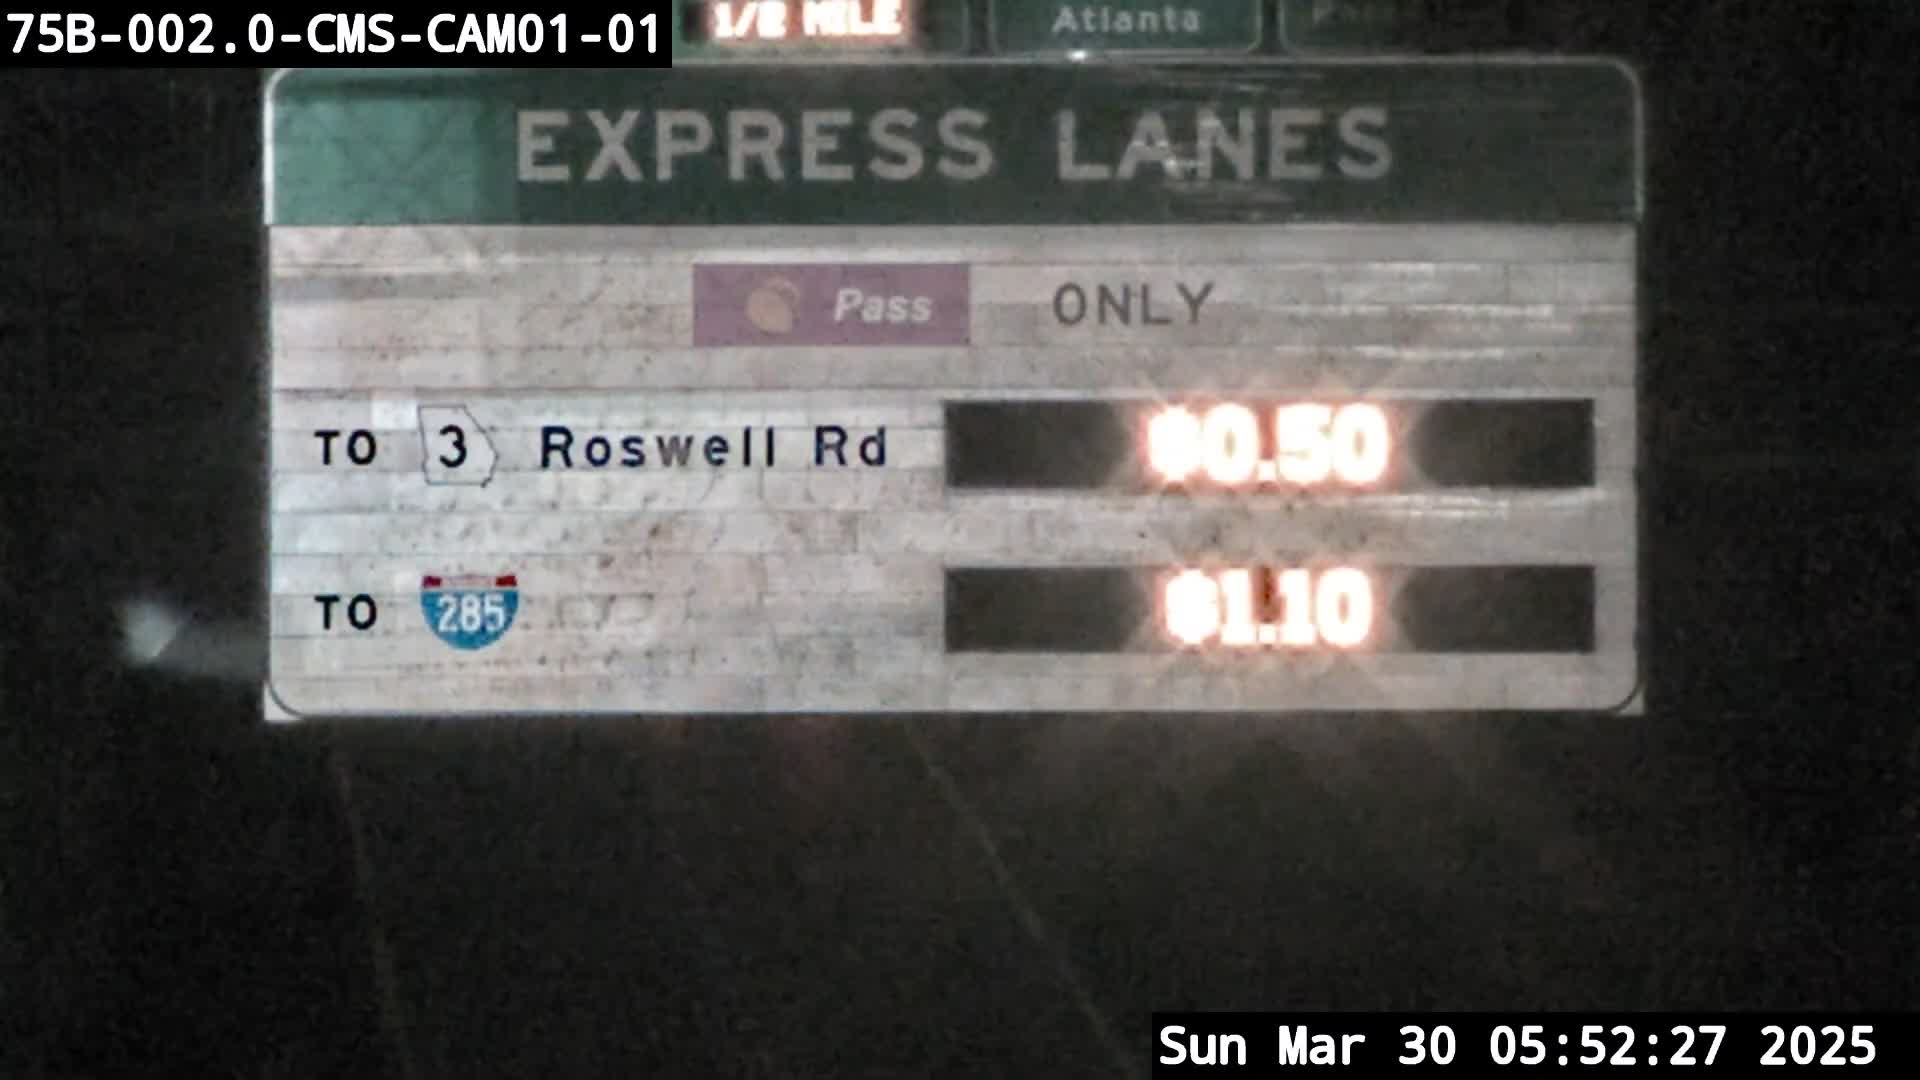 75B-002.0-CMS-CAM01-01
1/2 MILE
Atlanta
EXPRESS LANES
Pass ONLY
TO 3 Roswell Rd $0.50
TO 285 $1.10
Sun Mar 30 05:52:27 2025